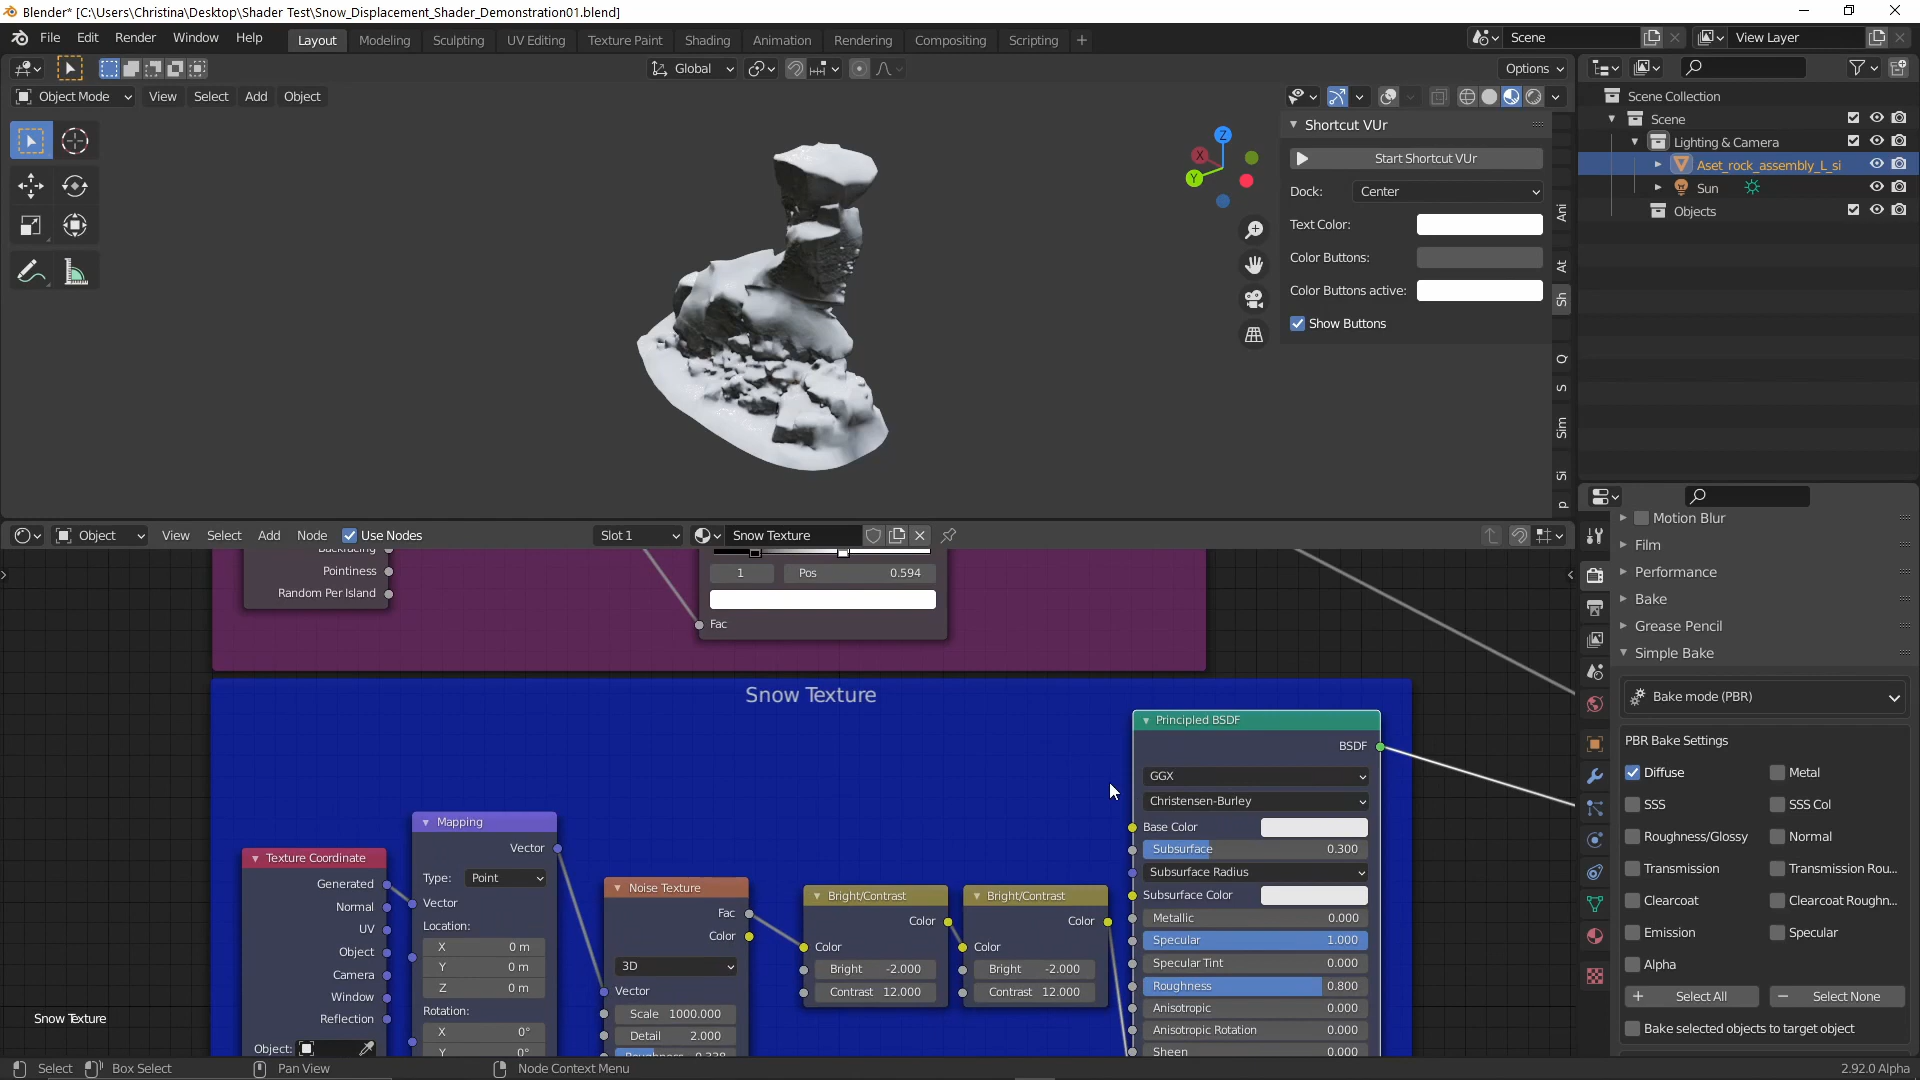 Blender* [C:\Users\Christina\Desktop\Shader Test\Snow_Displacement_Shader_Demonstration01.blend]
File Edit Render Window Help
Layout Modeling Sculpting UV Editing Texture Paint Shading Animation Rendering Compositing Scripting +
Scene
View Layer
Global
Options
Object Mode View Select Add Object
Shortcut VUr
Start Shortcut VUr
Dock: Center
Text Color:
Color Buttons:
Color Buttons active:
Show Buttons
X
Y
Z
Ani
At
Sh
Q
S
Sim
Si
p
Scene Collection
Scene
Lighting & Camera
Aset_rock_assembly_L_si
Sun
Objects
Object View Select Add Node Use Nodes Slot 1 Snow Texture
Backfacing
Pointiness
Random Per Island
1 Pos 0.594
Fac
Snow Texture
Texture Coordinate
Generated
Normal
UV
Object
Camera
Window
Reflection
Object:
Mapping
Vector
Type: Point
Vector
Location:
X 0 m
Y 0 m
Z 0 m
Rotation:
X 0°
Y 0°
Noise Texture
Fac
Color
3D
Vector
Scale 1000.000
Detail 2.000
Roughness 0.338
Bright/Contrast
Color
Color
Bright -2.000
Contrast 12.000
Bright/Contrast
Color
Color
Bright -2.000
Contrast 12.000
Principled BSDF
BSDF
GGX
Christensen-Burley
Base Color
Subsurface 0.300
Subsurface Radius
Subsurface Color
Metallic 0.000
Specular 1.000
Specular Tint 0.000
Roughness 0.800
Anisotropic 0.000
Anisotropic Rotation 0.000
Sheen 0.000
Snow Texture
Motion Blur
Film
Performance
Bake
Grease Pencil
Simple Bake
Bake mode (PBR)
PBR Bake Settings
Diffuse Metal
SSS SSS Col
Roughness/Glossy Normal
Transmission Transmission Rou...
Clearcoat Clearcoat Roughn...
Emission Specular
Alpha
+ Select All − Select None
Bake selected objects to target object
Select Box Select Pan View Node Context Menu 2.92.0 Alpha